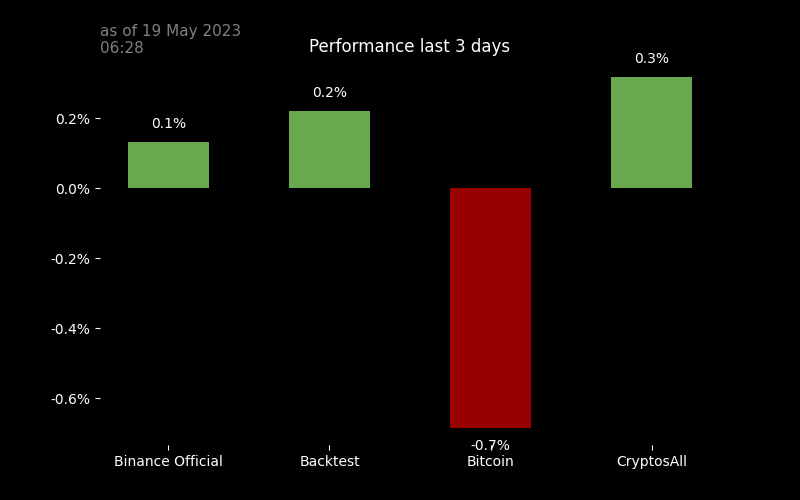 as of 19 May 2023
06:28
Performance last 3 days
0.3%
0.2%
0.1%
0.2%
0.0%
-0.2%
-0.4%
-0.6%
-0.7%
Binance Official
Backtest
Bitcoin
CryptosAll